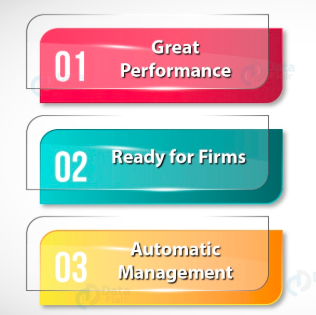 01
Great
Performance
02
Ready for Firms
03
Automatic
Management